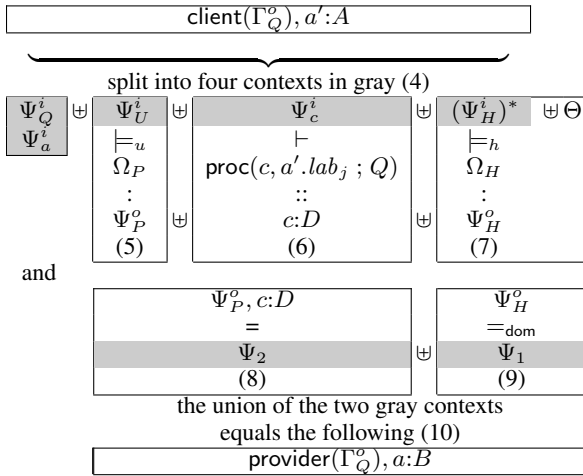 client(Γ_Q^o), a′:A
split into four contexts in gray (4)
Ψ_Q^i ⊎ Ψ_U^i ⊎ Ψ_c^i ⊎ (Ψ_H^i)* ⊎ Θ
Ψ_a^i ⊨_u ⊢ ⊨_h
Ω_P proc(c, a′.lab_j ; Q) Ω_H
: :: :
Ψ_P^o ⊎ c:D ⊎ Ψ_H^o
(5) (6) (7)
and
Ψ_P^o, c:D Ψ_H^o
= =_dom
Ψ_2 ⊎ Ψ_1
(8) (9)
the union of the two gray contexts
equals the following (10)
provider(Γ_Q^o), a:B